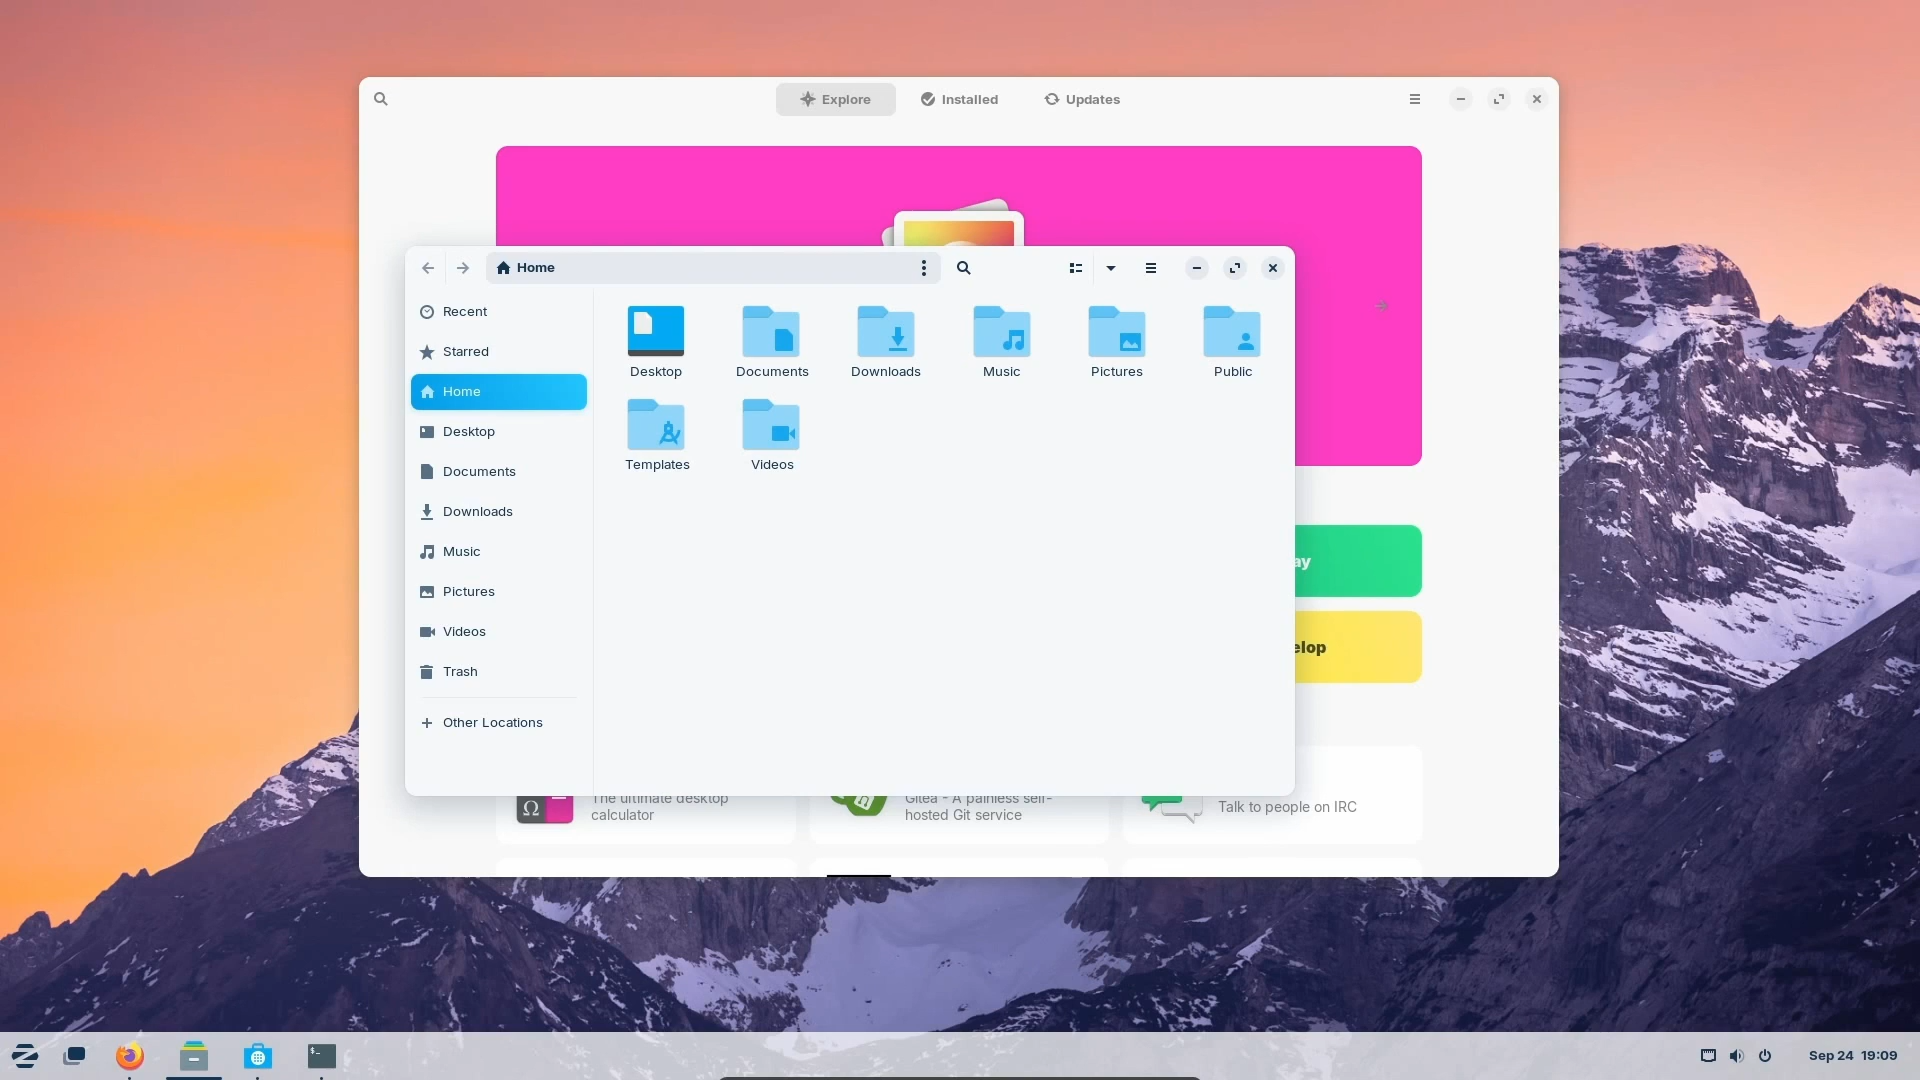 Explore
Installed
Updates
Home
Recent
Starred
Home
Desktop
Documents
Downloads
Music
Pictures
Videos
Trash
Other Locations
Desktop
Documents
Downloads
Music
Pictures
Public
Templates
Videos
ay
elop
The ultimate desktop
calculator
Gitea - A painless self-
hosted Git service
Talk to people on IRC
Ω
$_
Sep 24 19:09